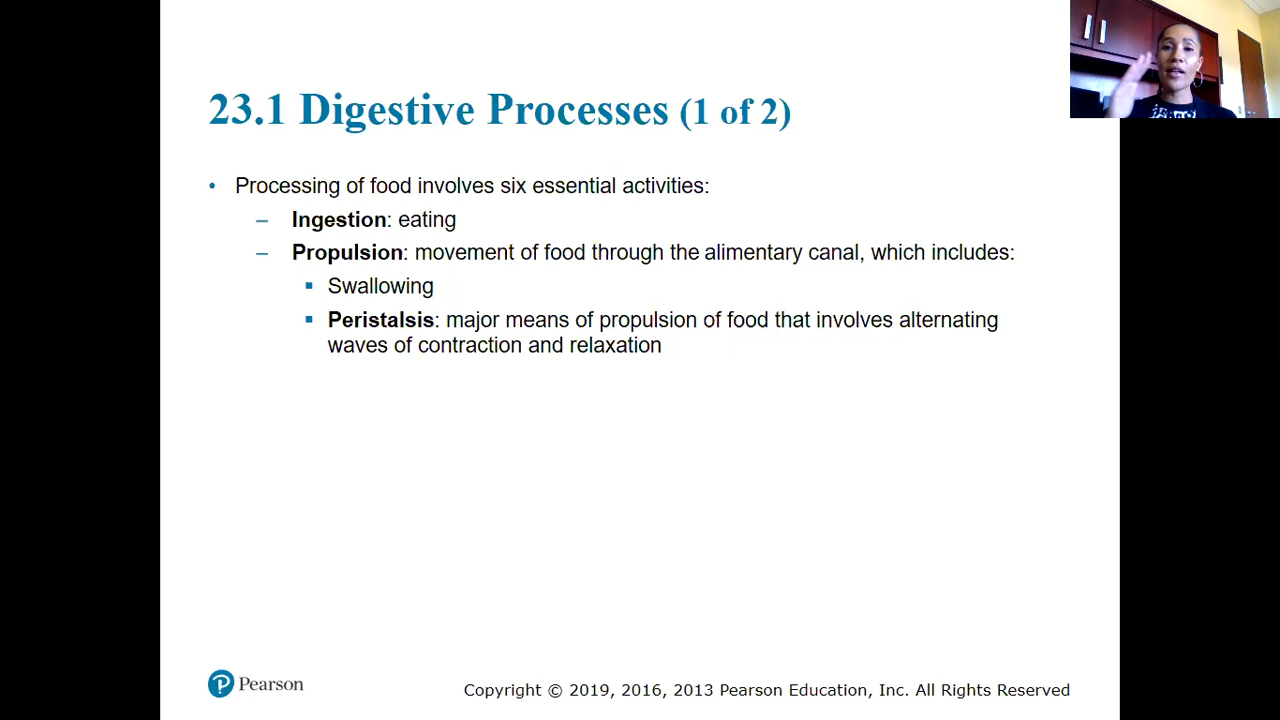 23.1 Digestive Processes (1 of 2)
• Processing of food involves six essential activities:
– Ingestion: eating
– Propulsion: movement of food through the alimentary canal, which includes:
▪ Swallowing
▪ Peristalsis: major means of propulsion of food that involves alternating
waves of contraction and relaxation
P Pearson
Copyright © 2019, 2016, 2013 Pearson Education, Inc. All Rights Reserved